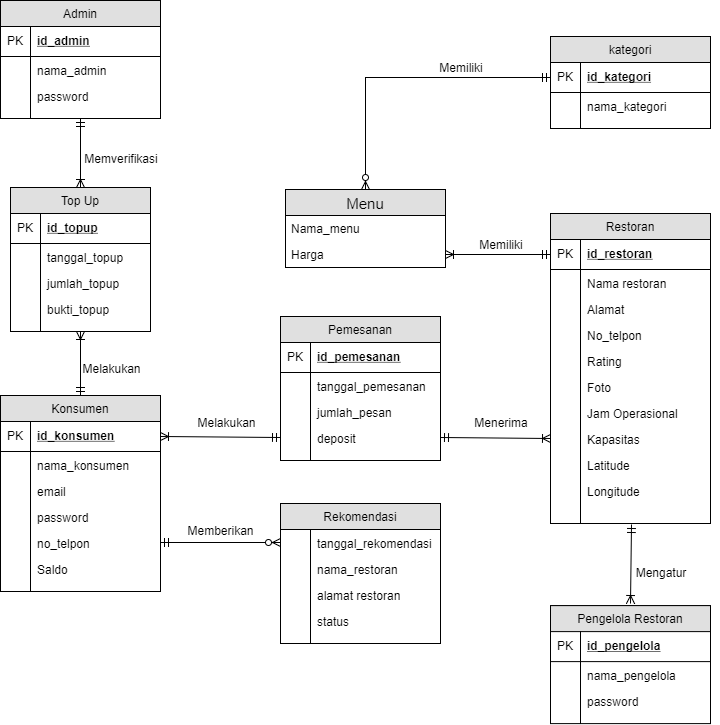 Admin
PK id_admin
nama_admin
password
Memverifikasi
Top Up
PK id_topup
tanggal_topup
jumlah_topup
bukti_topup
Melakukan
Konsumen
PK id_konsumen
nama_konsumen
email
password
no_telpon
Saldo
Memiliki
kategori
PK id_kategori
nama_kategori
Menu
Nama_menu
Harga
Memiliki
Restoran
PK id_restoran
Nama restoran
Alamat
No_telpon
Rating
Foto
Jam Operasional
Kapasitas
Latitude
Longitude
Pemesanan
PK id_pemesanan
tanggal_pemesanan
jumlah_pesan
deposit
Melakukan
Menerima
Memberikan
Rekomendasi
tanggal_rekomendasi
nama_restoran
alamat restoran
status
Mengatur
Pengelola Restoran
PK id_pengelola
nama_pengelola
password